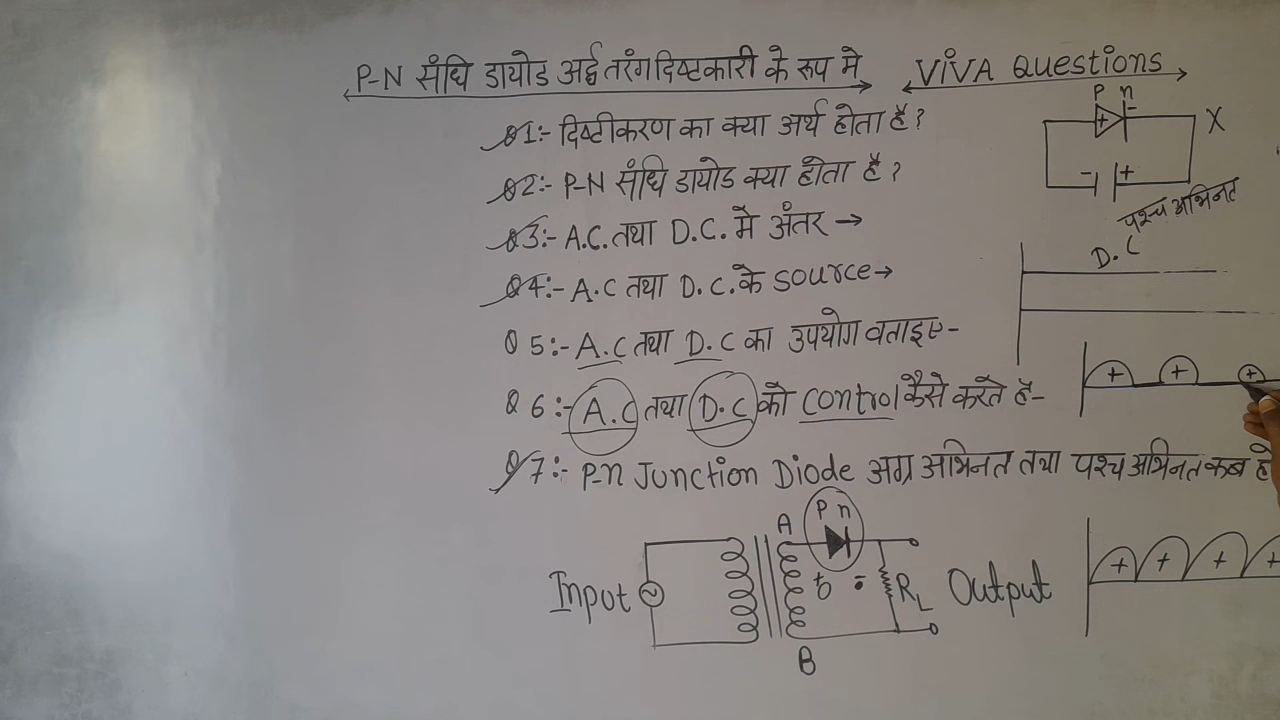 P-N संधि डायोड अर्द्ध तरंग दिष्टकारी के रूप मे
VIVA Questions
Q1:- दिष्टीकरण का क्या अर्थ होता है ?
Q2:- P-N संधि डायोड क्या होता है ?
Q3:- A.C. तथा D.C. मे अंतर →
Q4:- A.C तथा D.C. के source →
Q5:- A.C तथा D.C का उपयोग बताइए -
Q6:- A.C तथा D.C को control कैसे करते है -
Q7:- P-n Junction Diode अग्र अभिनत तथा पश्च अभिनत कब
P n
+ -
X
- +
पश्च अभिनत
D.C
+ + +
+ + + +
Input
A
P n
B
RL
Output